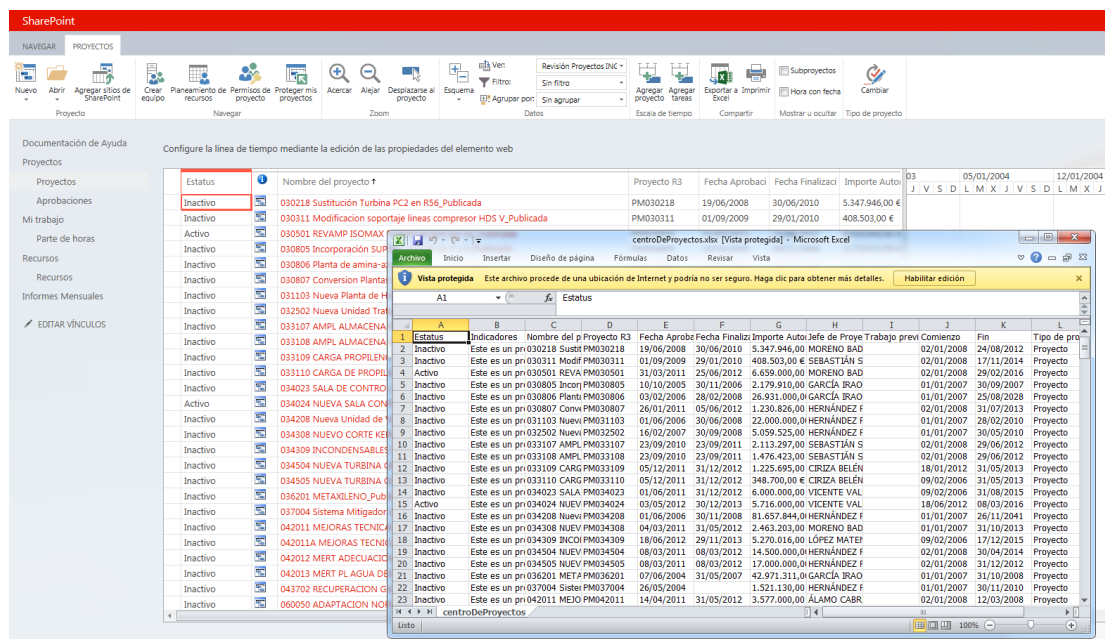 SharePoint
NAVEGAR PROYECTOS
Nuevo Abrir Agregar sitios de SharePoint Crear equipo Planeamiento de recursos Permisos de proyecto Proteger mis proyectos Acercar Alejar Desplazarse al proyecto Esquema
Ver: Revisión Proyectos INC
Filtro: Sin filtro
Agrupar por: Sin agrupar
Agregar proyecto Agregar tareas Exportar a Excel Imprimir
Subproyectos
Hora con fecha
Cambiar
Proyecto Navegar Zoom Datos Escala de tiempo Compartir Mostrar u ocultar Tipo de proyecto
Documentación de Ayuda
Proyectos
Proyectos
Aprobaciones
Mi trabajo
Parte de horas
Recursos
Recursos
Informes Mensuales
EDITAR VÍNCULOS
Configure la línea de tiempo mediante la edición de las propiedades del elemento web
Estatus Nombre del proyecto Proyecto R3 Fecha Aprobaci Fecha Finalizaci Importe Autori 03 05/01/2004 12/01/2004
J V S D L M X J V S D L M X J
Inactivo 030218 Sustitución Turbina PC2 en R56_Publicada PM030218 19/06/2008 30/06/2010 5.347.946,00 €
Inactivo 030311 Modificacion soportaje lineas compresor HDS V_Publicada PM030311 01/09/2009 29/01/2010 408.503,00 €
Activo 030501 REVAMP ISOMAX
Inactivo 030805 Incorporación SUP
Inactivo 030806 Planta de amina-az
Inactivo 030807 Conversion Plantas
Inactivo 031103 Nueva Planta de H
Inactivo 032502 Nueva Unidad Trat
Inactivo 033107 AMPL ALMACENA
Inactivo 033108 AMPL ALMACENA
Inactivo 033109 CARGA PROPILENO
Inactivo 033110 CARGA DE PROPIL
Inactivo 034023 SALA DE CONTRO
Activo 034024 NUEVA SALA CON
Inactivo 034208 Nueva Unidad de V
Inactivo 034308 NUEVO CORTE KE
Inactivo 034309 INCONDENSABLES
Inactivo 034504 NUEVA TURBINA
Inactivo 034505 NUEVA TURBINA
Inactivo 036201 METAXILENO_Pub
Inactivo 037004 Sistema Mitigador
Inactivo 042011 MEJORAS TECNICA
Inactivo 042011A MEJORAS TECNI
Inactivo 042012 MERT ADECUACIO
Inactivo 042013 MERT PL AGUA DE
Inactivo 043702 RECUPERACION G
Inactivo 060050 ADAPTACION NOR
centroDeProyectos.xlsx [Vista protegida] - Microsoft Excel
Archivo Inicio Insertar Diseño de página Fórmulas Datos Revisar Vista
Vista protegida Este archivo procede de una ubicación de Internet y podría no ser seguro. Haga clic para obtener más detalles. Habilitar edición
A1 fx Estatus
A B C D E F G H I J K L
1 Estatus Indicadores Nombre del p Proyecto R3 Fecha Aproba Fecha Finaliza Importe Autor Jefe de Proye Trabajo previ Comienzo Fin Tipo de pro
2 Inactivo Este es un pr 030218 Sustit PM030218 19/06/2008 30/06/2010 5.347.946,00 MORENO BAD 02/01/2008 24/08/2012 Proyecto
3 Inactivo Este es un pr 030311 Modif PM030311 01/09/2009 29/01/2010 408.503,00 € SEBASTIÁN S 02/01/2008 17/11/2014 Proyecto
4 Activo Este es un pr 030501 REVA PM030501 31/03/2011 25/06/2012 6.659.000,00 MORENO BAD 02/01/2008 29/02/2016 Proyecto
5 Inactivo Este es un pr 030805 Incorj PM030805 10/10/2005 30/11/2006 2.179.910,00 GARCÍA IRAO 01/01/2007 30/09/2007 Proyecto
6 Inactivo Este es un pr 030806 Planta PM030806 03/02/2006 28/02/2008 26.931.000,0 GARCÍA IRAO 01/01/2007 25/08/2028 Proyecto
7 Inactivo Este es un pr 030807 Conv PM030807 26/01/2011 05/06/2012 1.230.826,00 HERNÁNDEZ F 02/01/2008 31/07/2013 Proyecto
8 Inactivo Este es un pr 031103 Nueva PM031103 01/06/2006 30/06/2008 22.000.000,0 HERNÁNDEZ F 01/01/2007 28/02/2010 Proyecto
9 Inactivo Este es un pr 032502 Nueva PM032502 16/02/2007 30/09/2008 5.059.525,00 HERNÁNDEZ F 01/01/2007 30/05/2010 Proyecto
10 Inactivo Este es un pr 033107 AMPL PM033107 23/09/2010 23/09/2011 2.113.297,00 SEBASTIÁN S 02/01/2008 29/06/2012 Proyecto
11 Inactivo Este es un pr 033108 AMPL PM033108 23/09/2010 23/09/2011 1.476.423,00 SEBASTIÁN S 02/01/2008 29/06/2012 Proyecto
12 Inactivo Este es un pr 033109 CARG PM033109 05/12/2011 31/12/2012 1.225.695,00 CIRIZA BELÉN 18/01/2012 31/05/2013 Proyecto
13 Inactivo Este es un pr 033110 CARG PM033110 05/12/2011 31/12/2012 348.700,00 € CIRIZA BELÉN 09/02/2006 31/05/2013 Proyecto
14 Inactivo Este es un pr 034023 SALA PM034023 01/06/2011 31/12/2012 6.000.000,00 VICENTE VAL 09/02/2006 31/08/2015 Proyecto
15 Activo Este es un pr 034024 NUEV PM034024 03/05/2012 30/12/2013 5.716.000,00 VICENTE VAL 18/06/2012 08/03/2016 Proyecto
16 Inactivo Este es un pr 034208 Nueva PM034208 01/06/2006 30/11/2008 81.657.844,0 HERNÁNDEZ F 01/01/2007 26/12/2041 Proyecto
17 Inactivo Este es un pr 034308 NUEV PM034308 04/03/2011 31/05/2012 2.463.203,00 MORENO BAD 01/01/2007 31/10/2013 Proyecto
18 Inactivo Este es un pr 034309 INCOI PM034309 18/06/2012 29/11/2013 5.270.016,00 LÓPEZ MATEN 09/02/2006 17/12/2015 Proyecto
19 Inactivo Este es un pr 034504 NUEV PM034504 08/03/2011 08/03/2012 14.500.000,0 HERNÁNDEZ F 02/01/2008 30/04/2014 Proyecto
20 Inactivo Este es un pr 034505 NUEV PM034505 08/03/2011 08/03/2012 17.000.000,0 HERNÁNDEZ F 02/01/2008 31/12/2012 Proyecto
21 Inactivo Este es un pr 036201 META PM036201 07/06/2004 31/05/2007 42.971.311,0 GARCÍA IRAO 01/01/2007 31/10/2008 Proyecto
22 Inactivo Este es un pr 037004 Sister PM037004 26/05/2004 1.521.130,00 HERNÁNDEZ F 01/01/2007 30/11/2010 Proyecto
23 Inactivo Este es un pr 042011 MEJO PM042011 14/04/2011 31/05/2012 3.577.000,00 ÁLAMO CABR 02/01/2008 12/03/2008 Proyecto
centroDeProyectos
Listo 100%